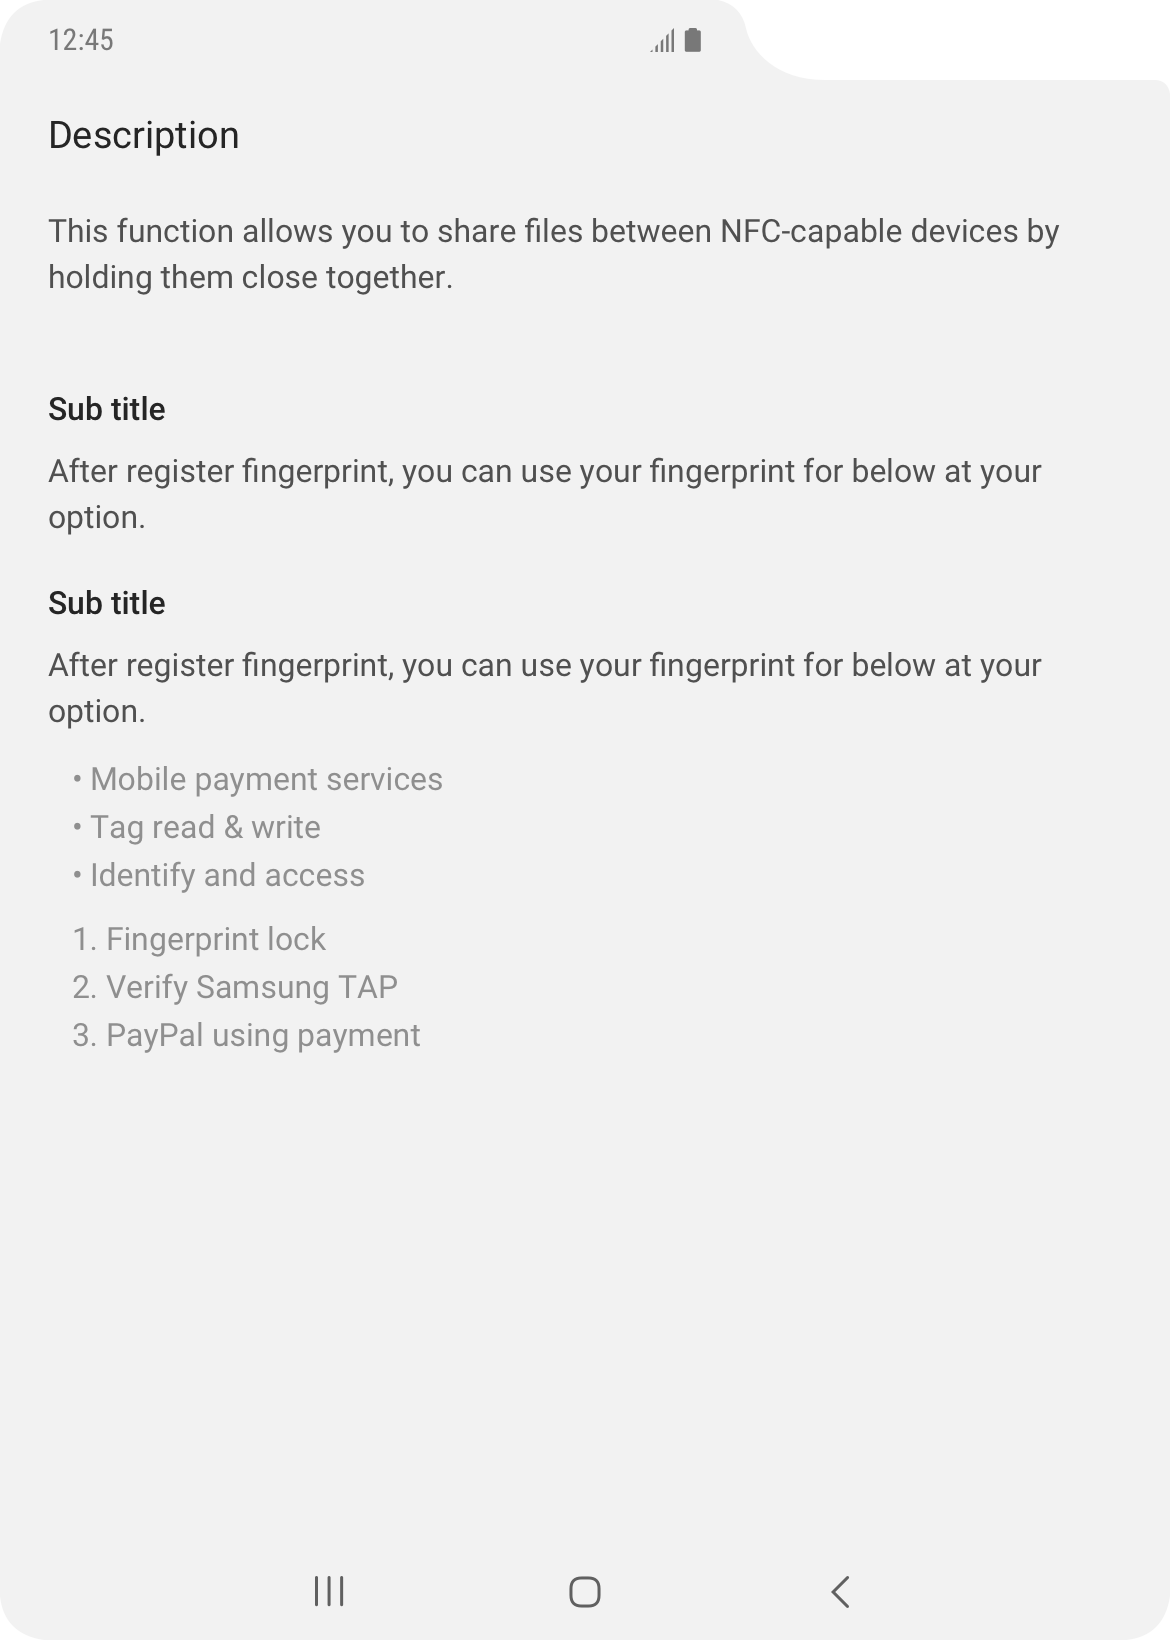 12:45
Description
This function allows you to share files between NFC-capable devices by
holding them close together.
Sub title
After register fingerprint, you can use your fingerprint for below at your
option.
Sub title
After register fingerprint, you can use your fingerprint for below at your
option.
• Mobile payment services
• Tag read & write
• Identify and access
1. Fingerprint lock
2. Verify Samsung TAP
3. PayPal using payment